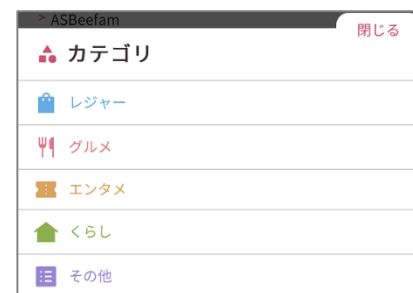 > ASBeefam
閉じる
カテゴリ
レジャー
グルメ
エンタメ
くらし
その他